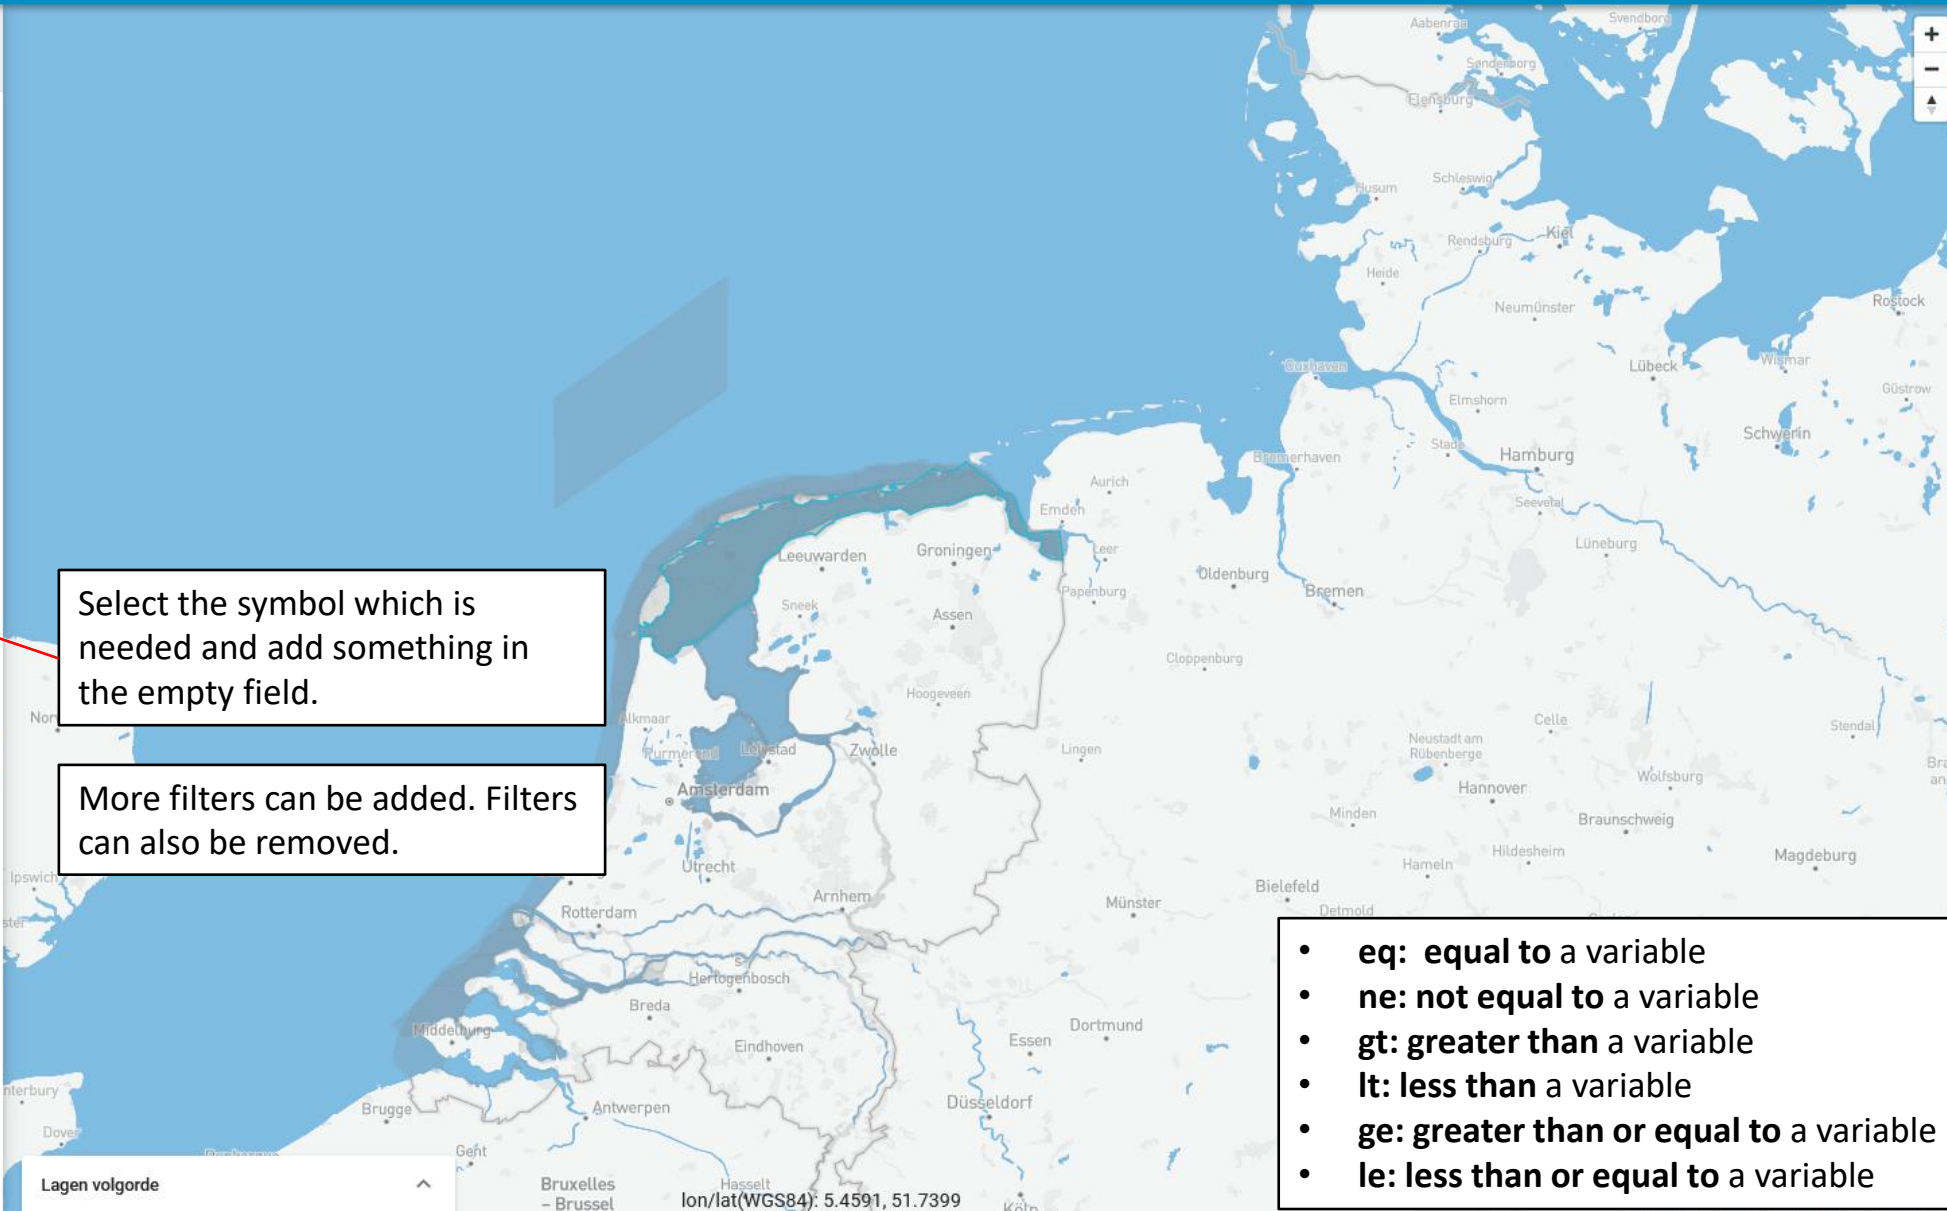 Aabenraa
Svendborg
+
Sønderborg
−
Flensburg
Schleswig
Husum
Rendsburg
Kiel
Heide
Neumünster
Rostock
Cuxhaven
Lübeck
Wismar
Güstrow
Elmshorn
Schwerin
Stade
Hamburg
Bremerhaven
Aurich
Seevetal
Emden
Lüneburg
Leeuwarden
Groningen
Leer
Oldenburg
Papenburg
Bremen
Sneek
Assen
Select the symbol which is
needed and add something in
the empty field.
Cloppenburg
Hoogeveen
Nor
Alkmaar
Celle
Stendal
Purmerend
Lelystad
Zwolle
Lingen
Neustadt am
Rübenberge
Bra
an
Wolfsburg
Amsterdam
Hannover
More filters can be added. Filters
can also be removed.
Minden
Braunschweig
Utrecht
Hildesheim
Hameln
Magdeburg
Ipswich
Bielefeld
Arnhem
Münster
Rotterdam
Detmold
ster
• eq: equal to a variable
• ne: not equal to a variable
• gt: greater than a variable
• lt: less than a variable
• ge: greater than or equal to a variable
• le: less than or equal to a variable
's-
Hertogenbosch
Breda
Middelburg
Dortmund
Essen
Eindhoven
nterbury
Brugge
Antwerpen
Düsseldorf
Dover
Gent
Lagen volgorde
Bruxelles
– Brussel
Hasselt
lon/lat(WGS84): 5.4591, 51.7399
Köln